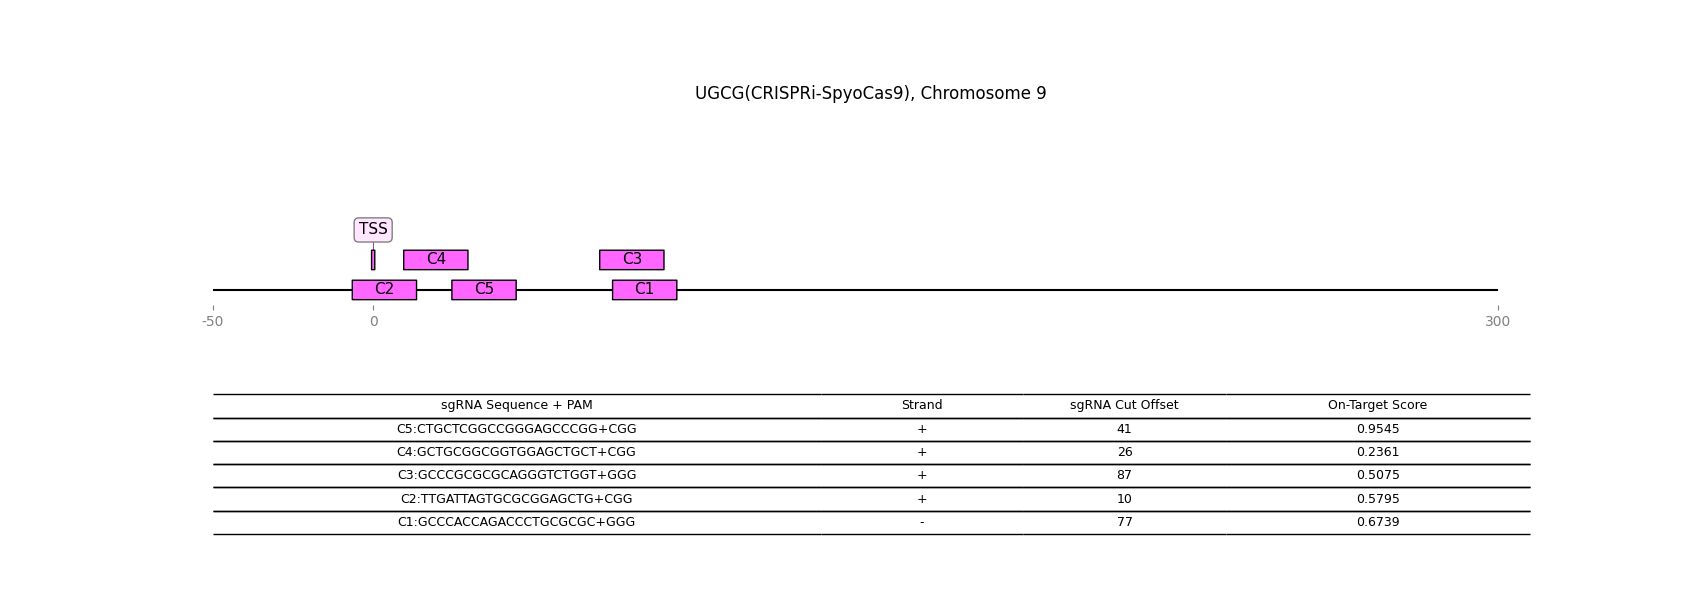 UGCG(CRISPRi-SpyoCas9), Chromosome 9
TSS
C4 C3
C2 C5 C1
-50 0 300
sgRNA Sequence + PAM Strand sgRNA Cut Offset On-Target Score
C5:CTGCTCGGCCGGGAGCCCGG+CGG + 41 0.9545
C4:GCTGCGGCGGTGGAGCTGCT+CGG + 26 0.2361
C3:GCCCGCGCGCAGGGTCTGGT+GGG + 87 0.5075
C2:TTGATTAGTGCGCGGAGCTG+CGG + 10 0.5795
C1:GCCCACCAGACCCTGCGCGC+GGG - 77 0.6739